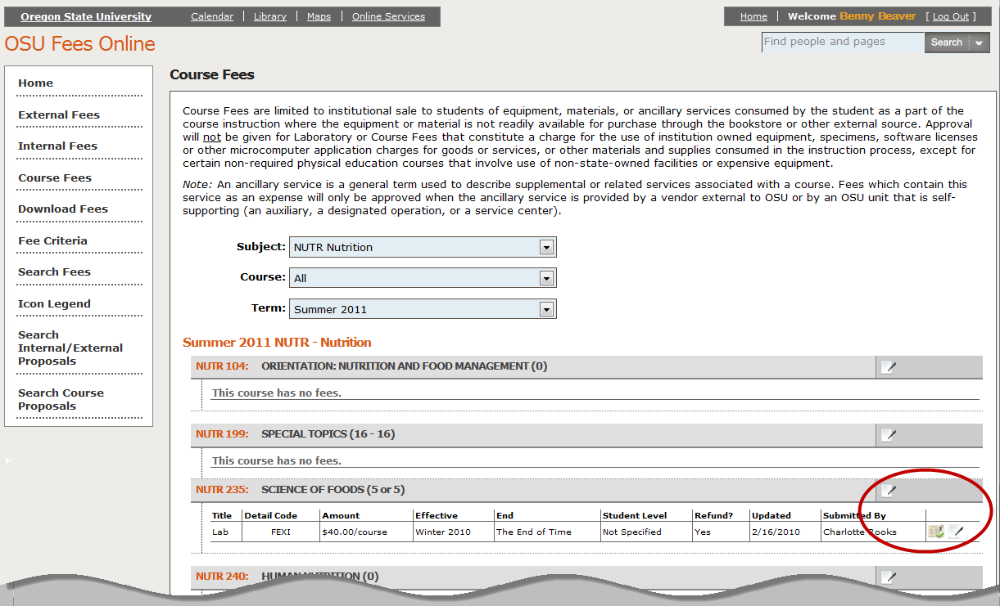 Oregon State University Calendar Library Maps Online Services Home Welcome Benny Beaver [ Log Out ]
OSU Fees Online
Find people and pages Search
Home
External Fees
Internal Fees
Course Fees
Download Fees
Fee Criteria
Search Fees
Icon Legend
Search
Internal/External
Proposals
Search Course
Proposals
Course Fees
Course Fees are limited to institutional sale to students of equipment, materials, or ancillary services consumed by the student as a part of the
course instruction where the equipment or material is not readily available for purchase through the bookstore or other external source. Approval
will not be given for Laboratory or Course Fees that constitute a charge for the use of institution owned equipment, specimens, software licenses
or other microcomputer application charges for goods or services, or other materials and supplies consumed in the instruction process, except for
certain non-required physical education courses that involve use of non-state-owned facilities or expensive equipment.
Note: An ancillary service is a general term used to describe supplemental or related services associated with a course. Fees which contain this
service as an expense will only be approved when the ancillary service is provided by a vendor external to OSU or by an OSU unit that is self-
supporting (an auxiliary, a designated operation, or a service center).
Subject: NUTR Nutrition
Course: All
Term: Summer 2011
Summer 2011 NUTR - Nutrition
NUTR 104: ORIENTATION: NUTRITION AND FOOD MANAGEMENT (0)
This course has no fees.
NUTR 199: SPECIAL TOPICS (16 - 16)
This course has no fees.
NUTR 235: SCIENCE OF FOODS (5 or 5)
Title Detail Code Amount Effective End Student Level Refund? Updated Submitted By
Lab FEXI $40.00/course Winter 2010 The End of Time Not Specified Yes 2/16/2010 Charlotte Rooks
NUTR 240: HUMAN NUTRITION (0)